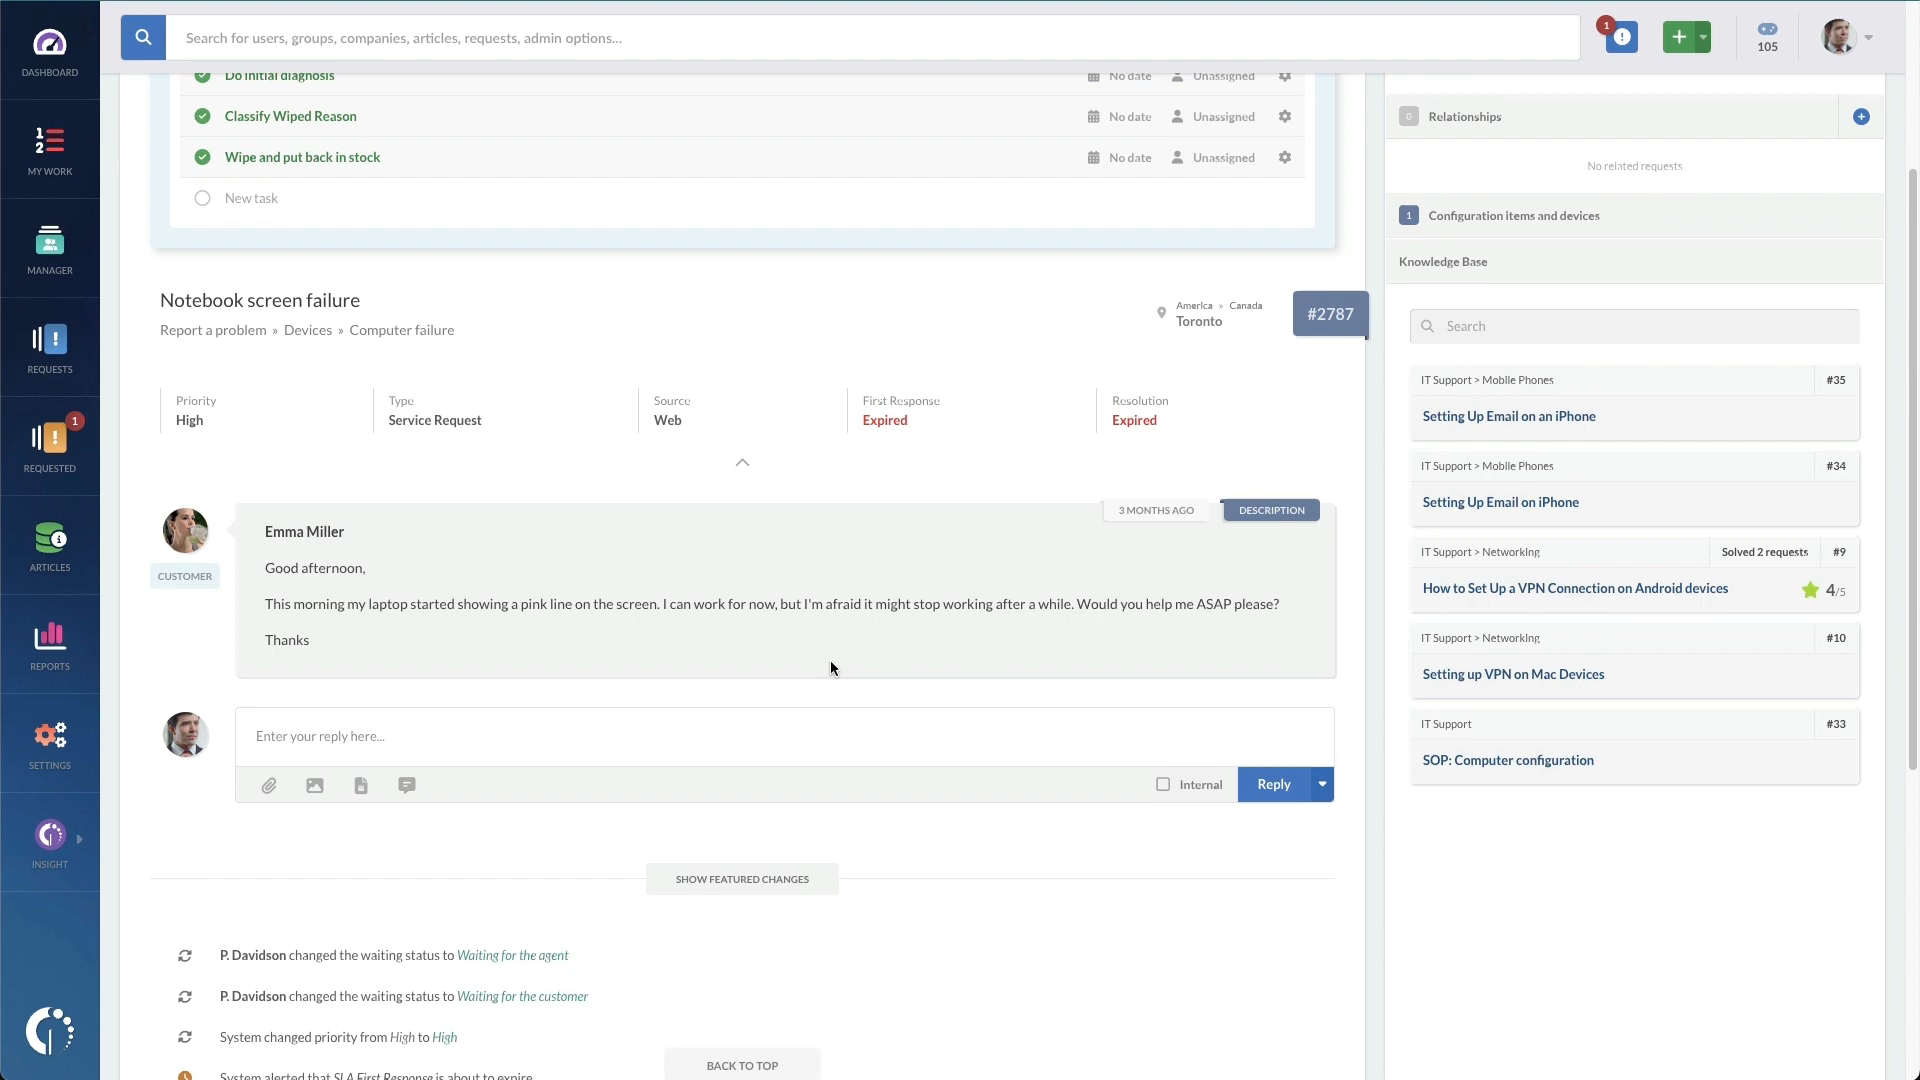 DASHBOARD
MY WORK
MANAGER
REQUESTS
1
REQUESTED
ARTICLES
REPORTS
SETTINGS
INSIGHT
Search for users, groups, companies, articles, requests, admin options...
1
105
Do initial diagnosis No date Unassigned
Classify Wiped Reason No date Unassigned
Wipe and put back in stock No date Unassigned
New task
Notebook screen failure
Report a problem » Devices » Computer failure
America » Canada
Toronto
#2787
Priority
High
Type
Service Request
Source
Web
First Response
Expired
Resolution
Expired
3 MONTHS AGO DESCRIPTION
Emma Miller
CUSTOMER
Good afternoon,
This morning my laptop started showing a pink line on the screen. I can work for now, but I'm afraid it might stop working after a while. Would you help me ASAP please?
Thanks
Enter your reply here...
Internal Reply
SHOW FEATURED CHANGES
P. Davidson changed the waiting status to Waiting for the agent
P. Davidson changed the waiting status to Waiting for the customer
System changed priority from High to High
System alerted that SLA First Response is about to expire
BACK TO TOP
0 Relationships
No related requests
1 Configuration items and devices
Knowledge Base
Search
IT Support > Mobile Phones #35
Setting Up Email on an iPhone
IT Support > Mobile Phones #34
Setting Up Email on iPhone
IT Support > Networking Solved 2 requests #9
How to Set Up a VPN Connection on Android devices 4/5
IT Support > Networking #10
Setting up VPN on Mac Devices
IT Support #33
SOP: Computer configuration